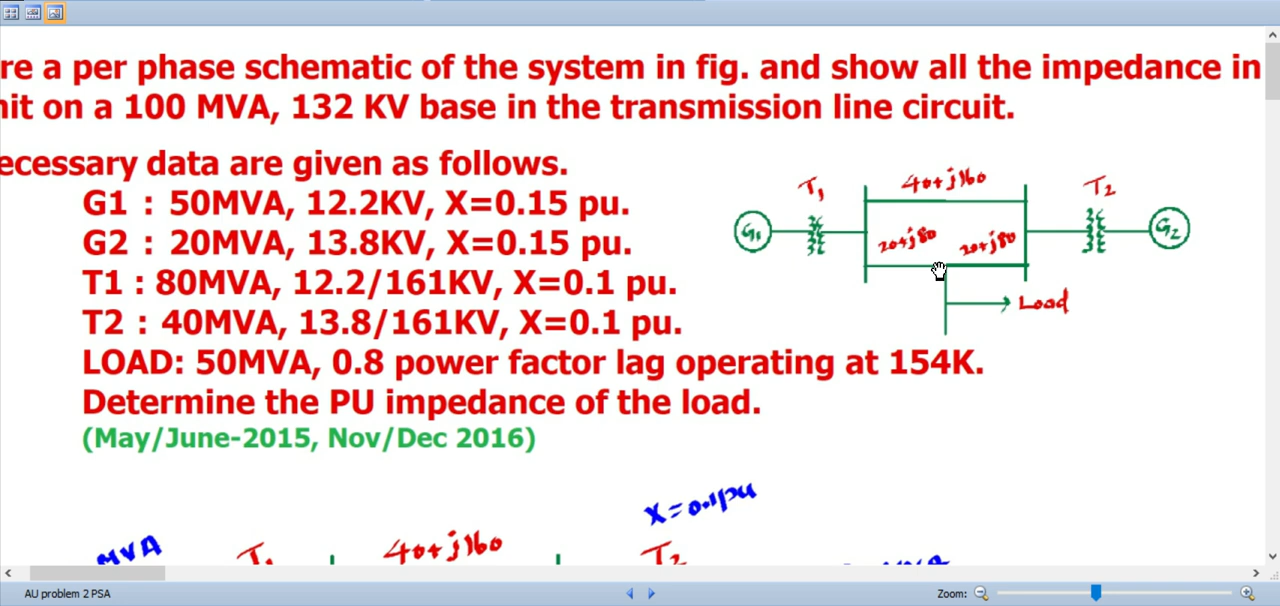 re a per phase schematic of the system in fig. and show all the impedance in
nit on a 100 MVA, 132 KV base in the transmission line circuit.
ecessary data are given as follows.
G1 : 50MVA, 12.2KV, X=0.15 pu.
G2 : 20MVA, 13.8KV, X=0.15 pu.
T1 : 80MVA, 12.2/161KV, X=0.1 pu.
T2 : 40MVA, 13.8/161KV, X=0.1 pu.
LOAD: 50MVA, 0.8 power factor lag operating at 154K.
Determine the PU impedance of the load.
(May/June-2015, Nov/Dec 2016)
T1
40+j160
T2
G1
20+j80
20+j80
G2
Load
X=0.1pu
MVA
T1
40+j160
T2
AU problem 2 PSA
Zoom: